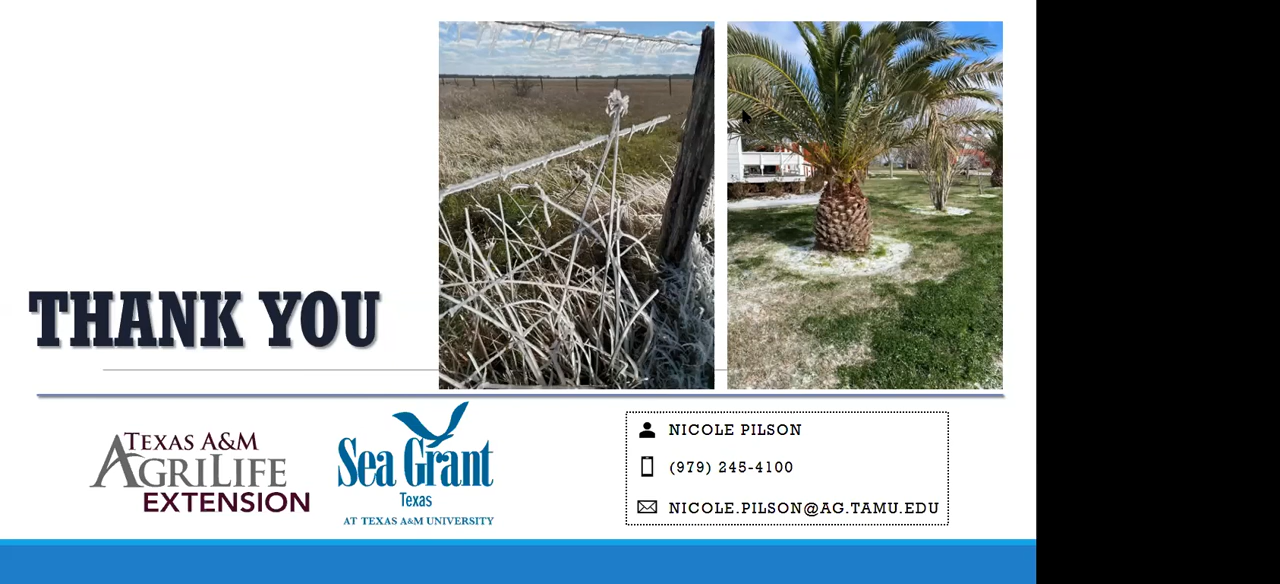 THANK YOU
TEXAS A&M
AGRILIFE
EXTENSION
Sea Grant
Texas
AT TEXAS A&M UNIVERSITY
NICOLE PILSON
(979) 245-4100
NICOLE.PILSON@AG.TAMU.EDU